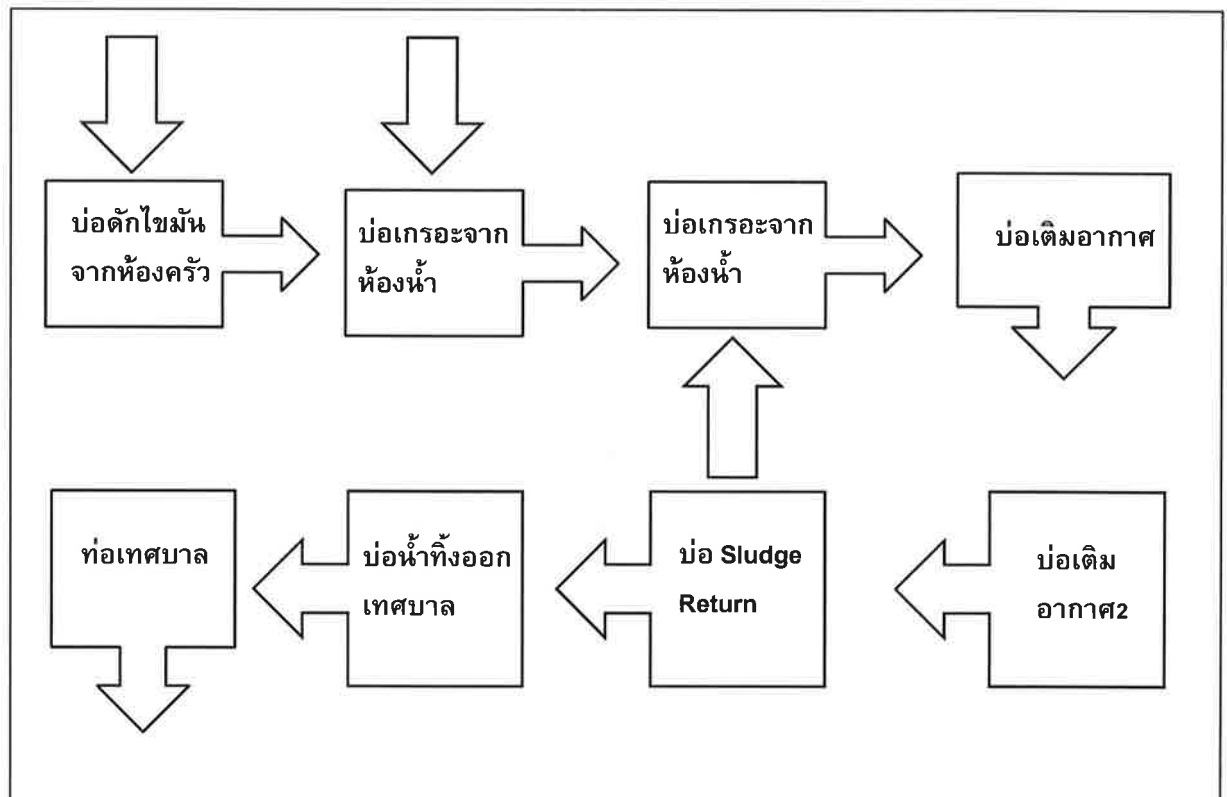 บ่อดักไขมัน
จากห้องครัว
บ่อเกรอะจาก
ห้องน้ำ
บ่อเกรอะจาก
ห้องน้ำ
บ่อเติมอากาศ
ท่อเทศบาล
บ่อน้ำทิ้งออก
เทศบาล
บ่อ Sludge
Return
บ่อเติม
อากาศ2